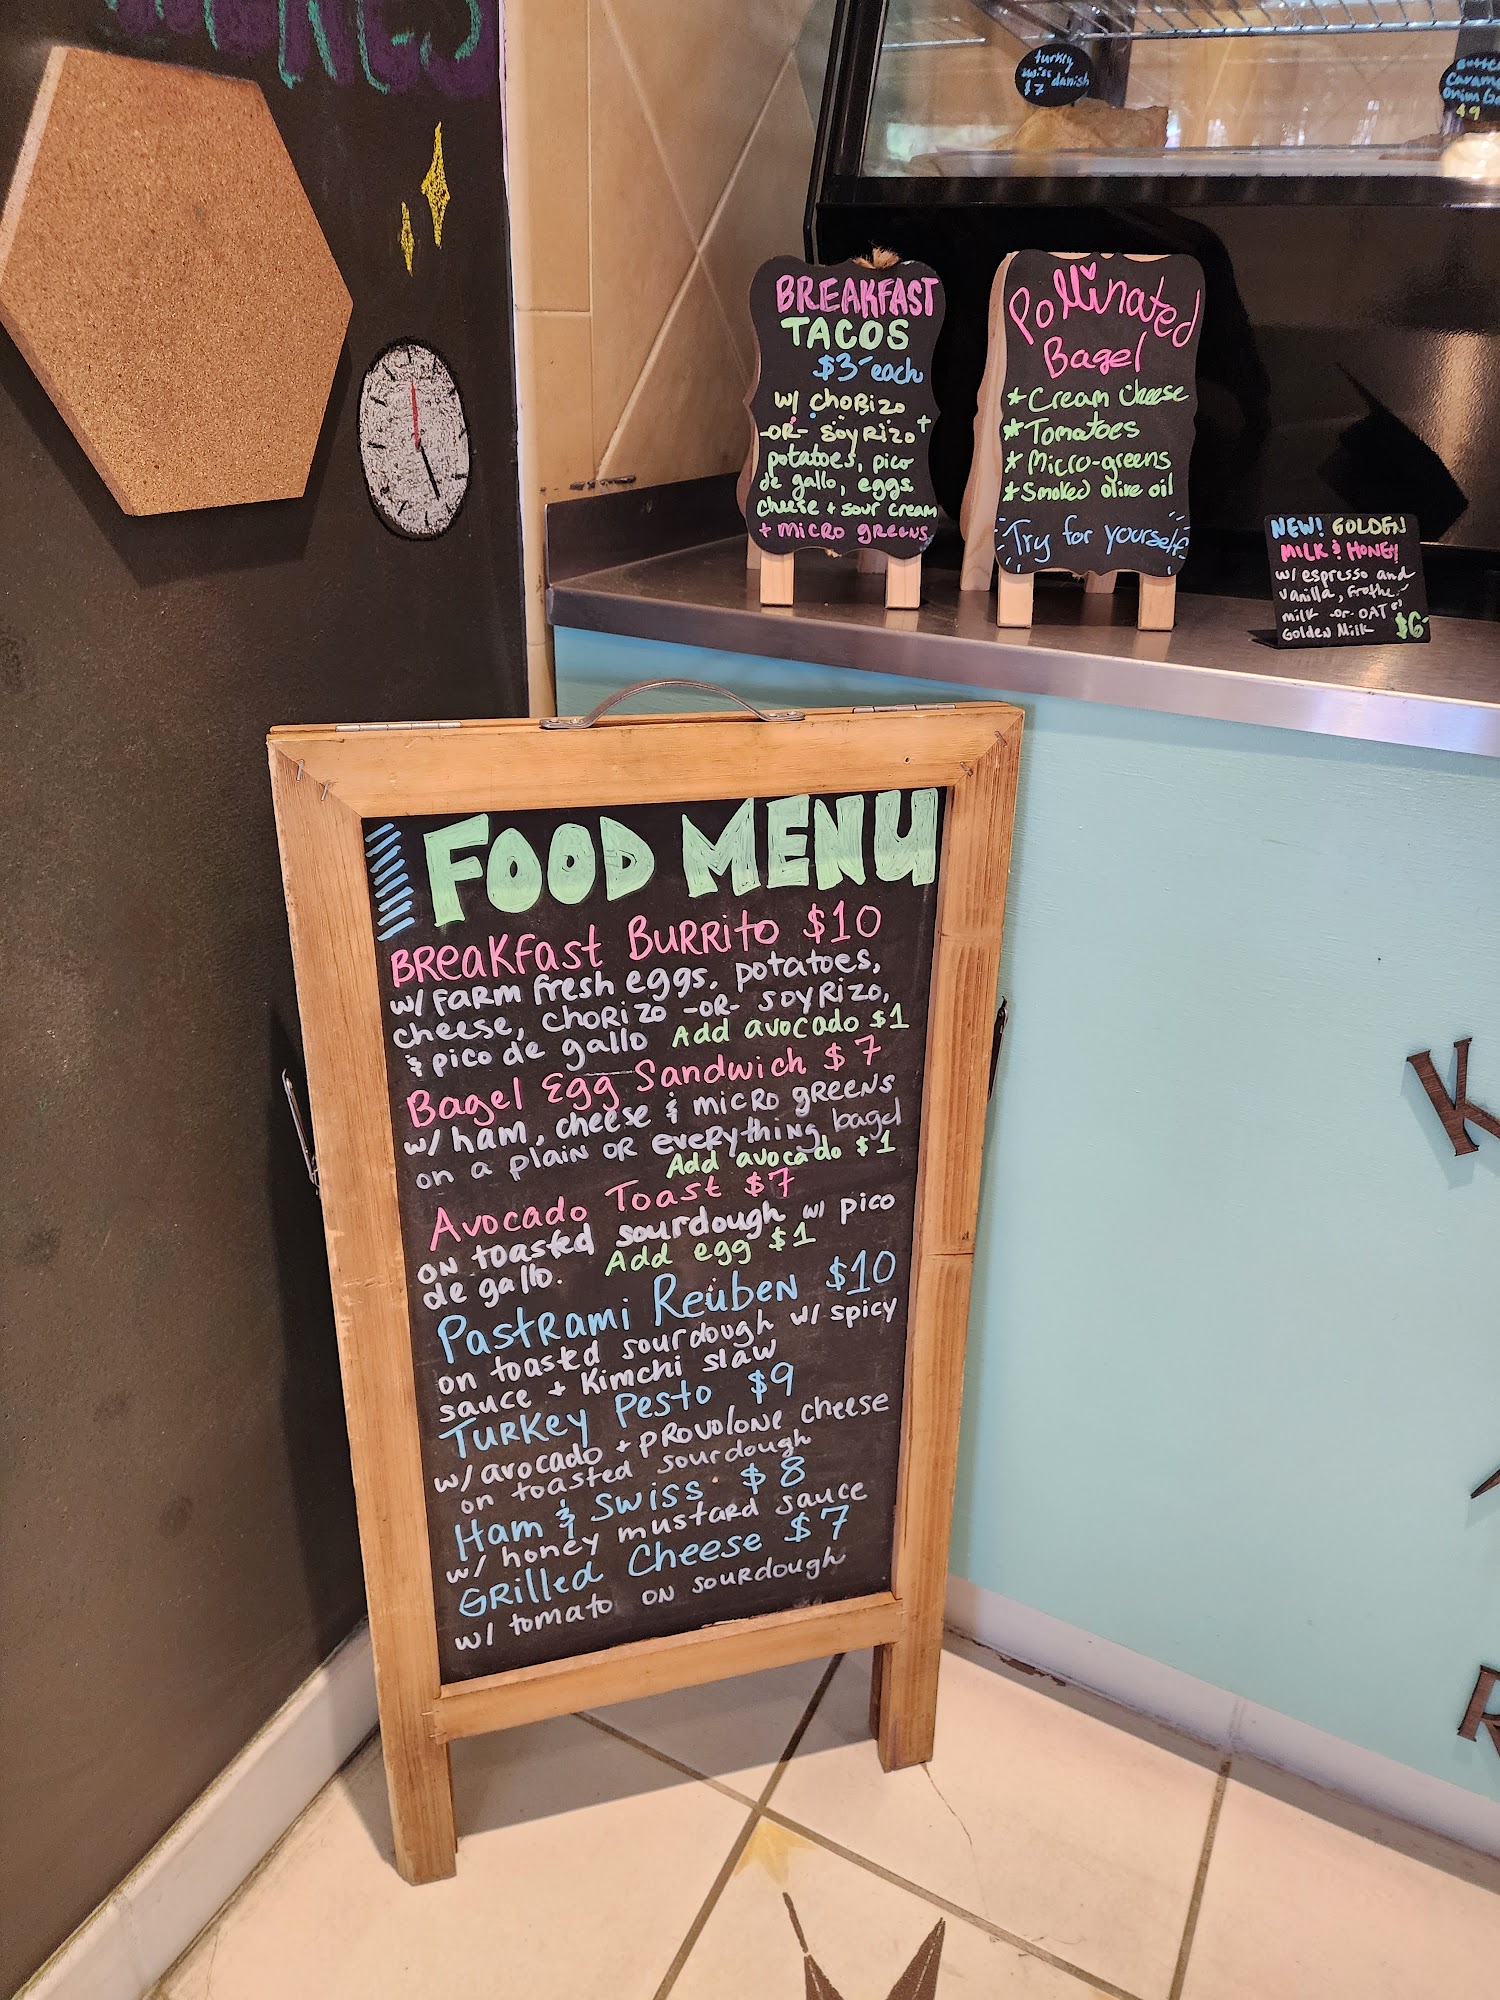 turkey
swiss danish
$7
Caram
$9
BREAKFAST
TACOS
$3 each
w/ CHORizo
-OR- soyRizo +
potatoes, pico
de gallo, eggs
cheese + sour cream
+ micro greens
Pollinated
Bagel
* Cream Cheese
* Tomatoes
* Micro-greens
* Smoked olive oil
Try for yourself
NEW! GOLDEN
MILK & HONEY
w/ espresso and
vanilla, frothe
milk -or- OAT
Golden Milk $6
FOOD MENU
BReaKfast BuRRito $10
w/ FARM fresh eggs, potatoes,
cheese, CHORizo -OR- soyRizo,
& pico de gallo Add avocado $1
Bagel Egg Sandwich $7
w/ ham, cheese & micRo gReeNs
on a plain OR eveRything bagel
Add avocado $1
Avocado Toast $7
on toasted sourdough w/ pico
de gallo. Add egg $1
PastRami Reuben $10
on toasted sourdough w/ spicy
sauce + Kimchi slaw
TuRKey Pesto $9
w/ avocado + pRovoloNe cheese
on toasted sourdough
Ham & Swiss $8
w/ honey mustaRd sauce
GRilled Cheese $7
w/ tomato oN souRdough
K
R